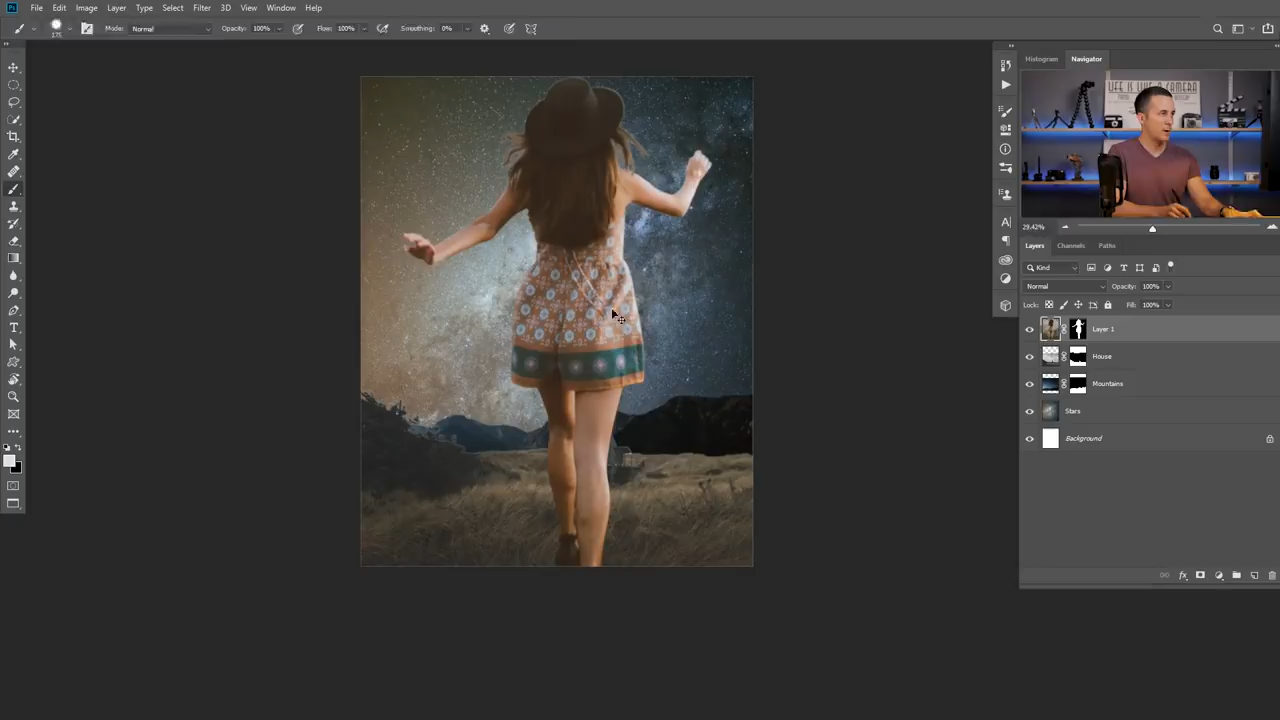 Ps File Edit Image Layer Type Select Filter 3D View Window Help
175 Mode: Normal Opacity: 100% Flow: 100% Smoothing: 0%
Histogram Navigator
LIFE IS LIKE A CAMERA
29.42%
Layers Channels Paths
Kind
Normal Opacity: 100%
Lock: Fill: 100%
Layer 1
House
Mountains
Stars
Background